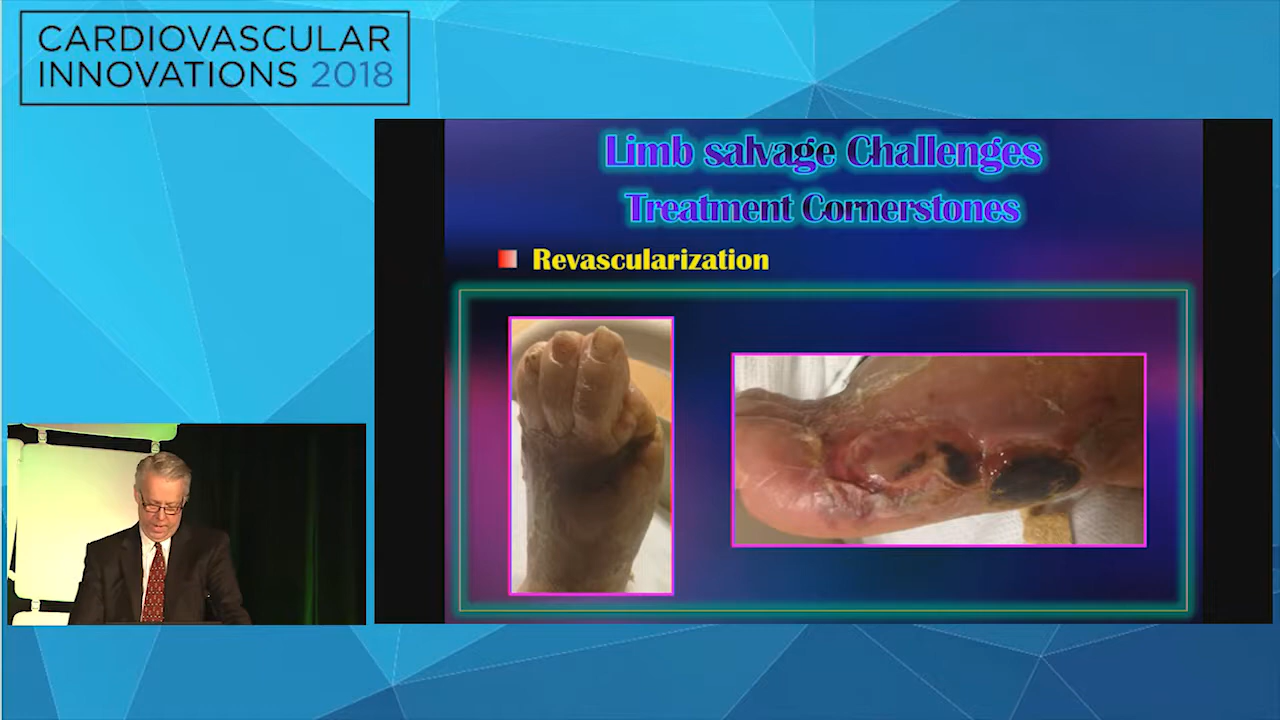 CARDIOVASCULAR
INNOVATIONS 2018
Limb salvage Challenges
Treatment Cornerstones
Revascularization